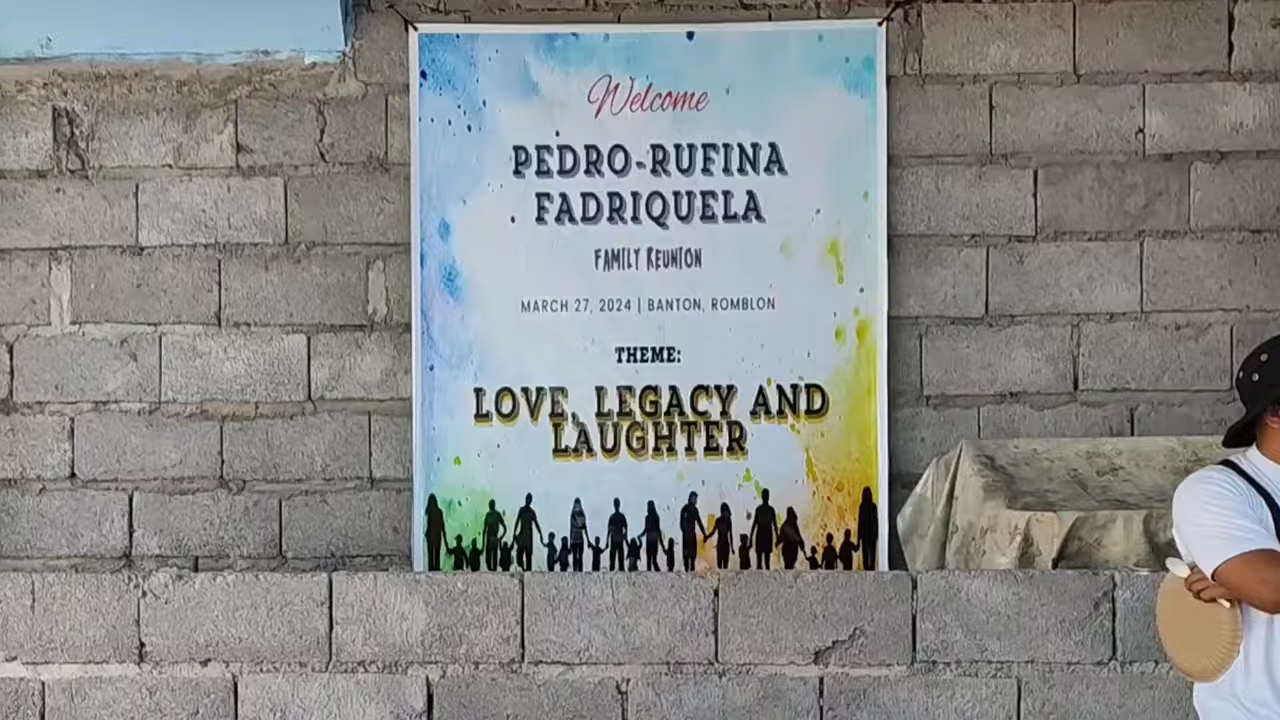 Welcome
PEDRO-RUFINA
FADRIQUELA
FAMILY REUNION
MARCH 27, 2024 | BANTON, ROMBLON
THEME:
LOVE, LEGACY AND
LAUGHTER